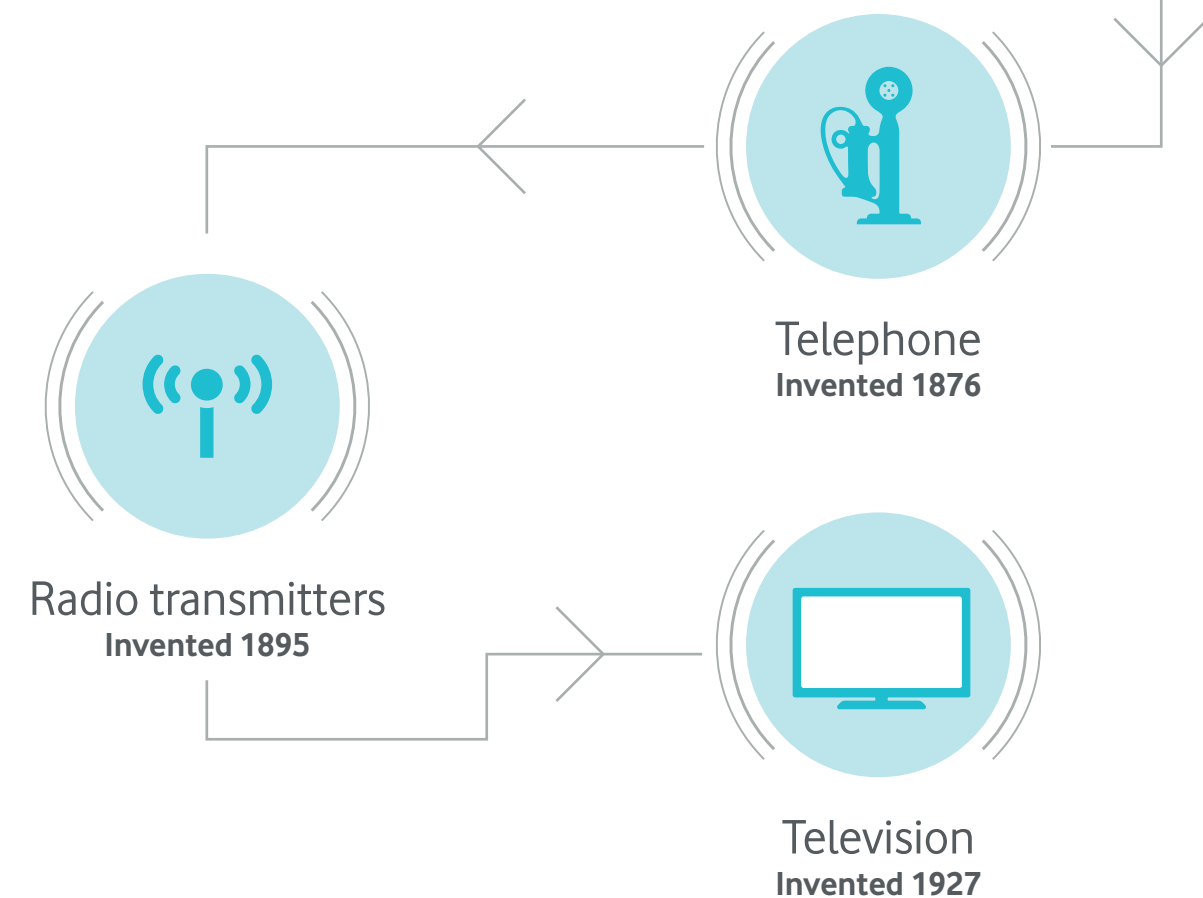 Telephone
Invented 1876
Radio transmitters
Invented 1895
Television
Invented 1927